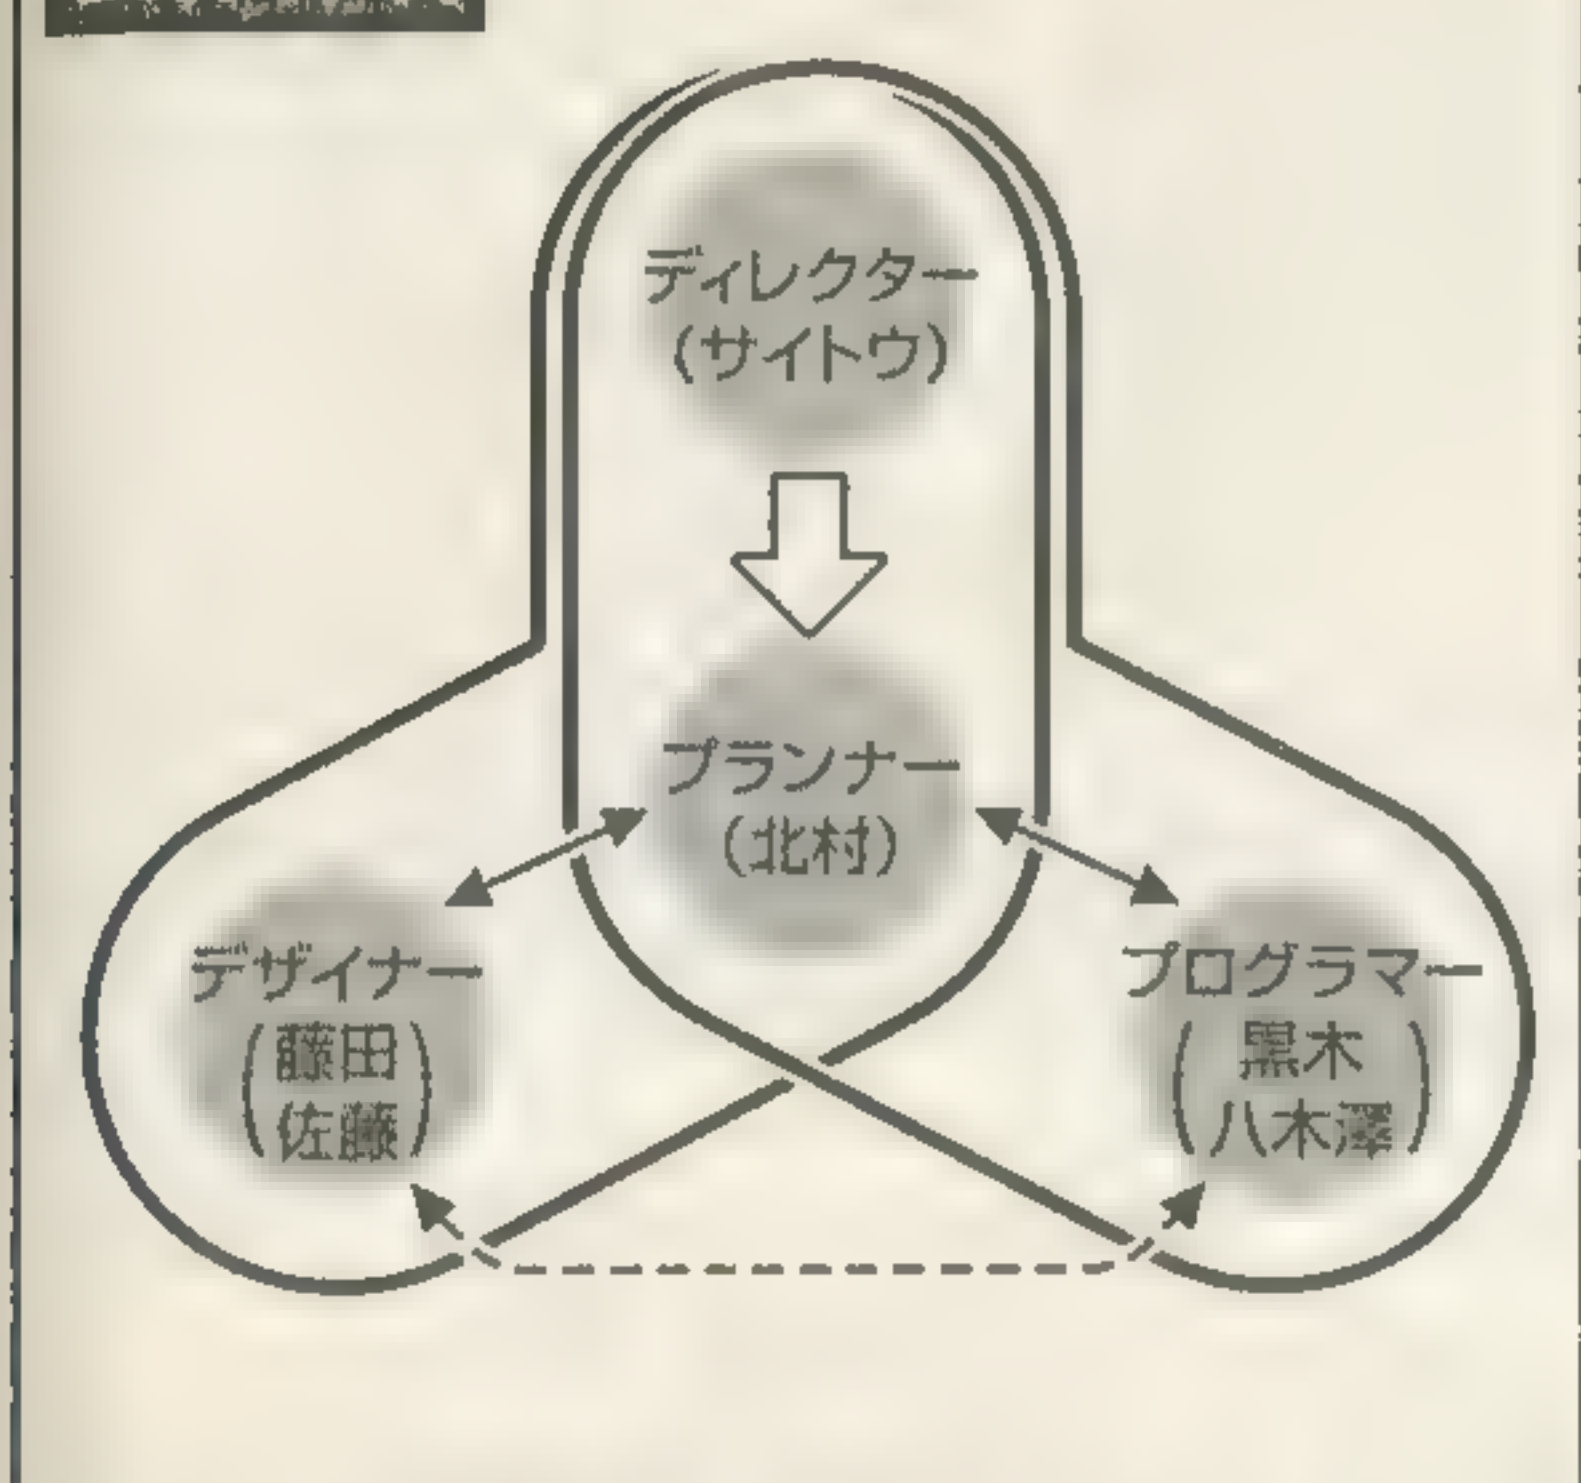 ディレクター
(サイトウ)
プランナー
(北村)
デザイナー
(藤田
佐藤)
プログラマー
(黒木
八木澤)